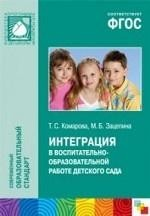 СООТВЕТСТВУЕТ
ФГОС
Т. С. Комарова, М. Б. Зацепина
ИНТЕГРАЦИЯ
В ВОСПИТАТЕЛЬНО-
ОБРАЗОВАТЕЛЬНОЙ
РАБОТЕ ДЕТСКОГО САДА
СОВРЕМЕННЫЙ
ОБРАЗОВАТЕЛЬНЫЙ
СТАНДАРТ